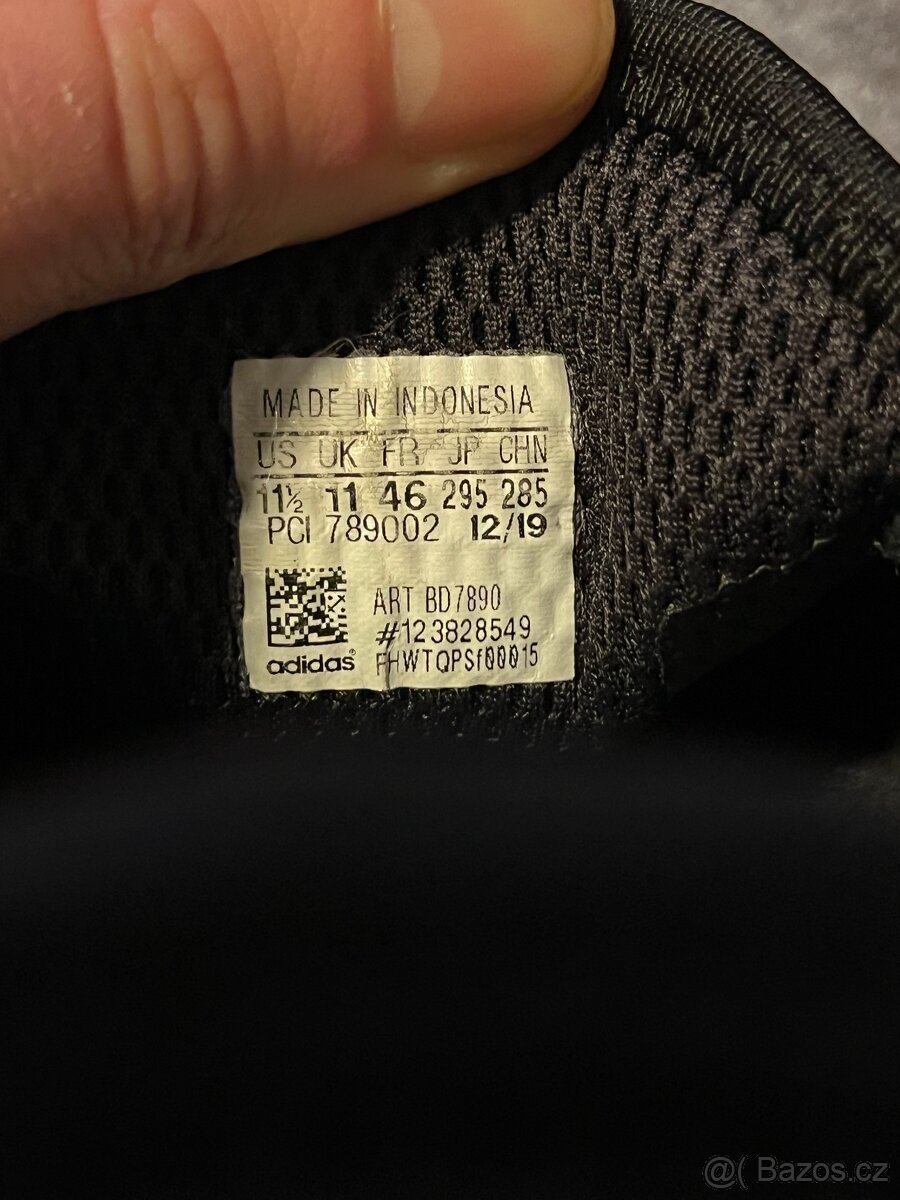 MADE IN INDONESIA
US UK FR JP CHN
11½ 11 46 295 285
PCI 789002 12/19
ART BD7890
#123828549
adidas® FHWTQPSf00015
@( Bazos.cz